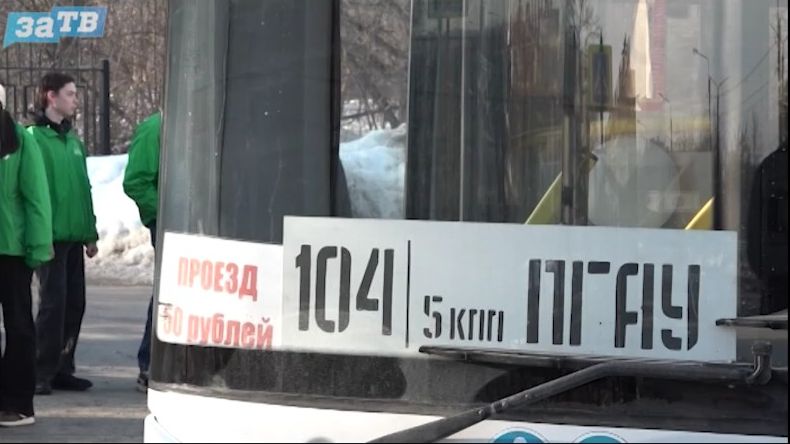 заТВ
ПРОЕЗД
50 рублей
104
5 кпп ПГАУ